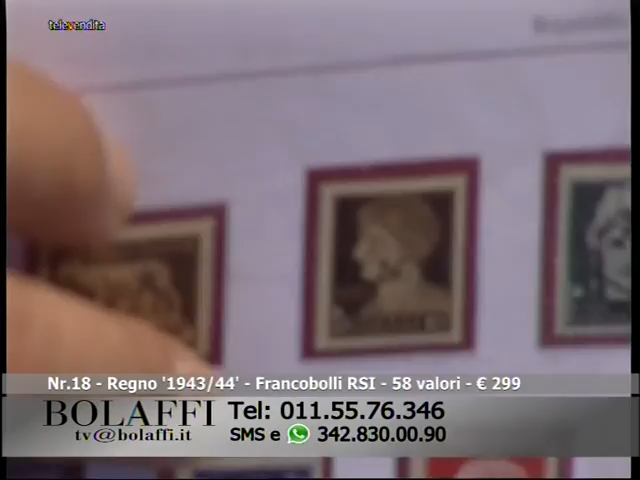 televendita
Nr.18 - Regno '1943/44' - Francobolli RSI - 58 valori - € 299
BOLAFFI
tv@bolaffi.it
Tel: 011.55.76.346
SMS e 342.830.00.90